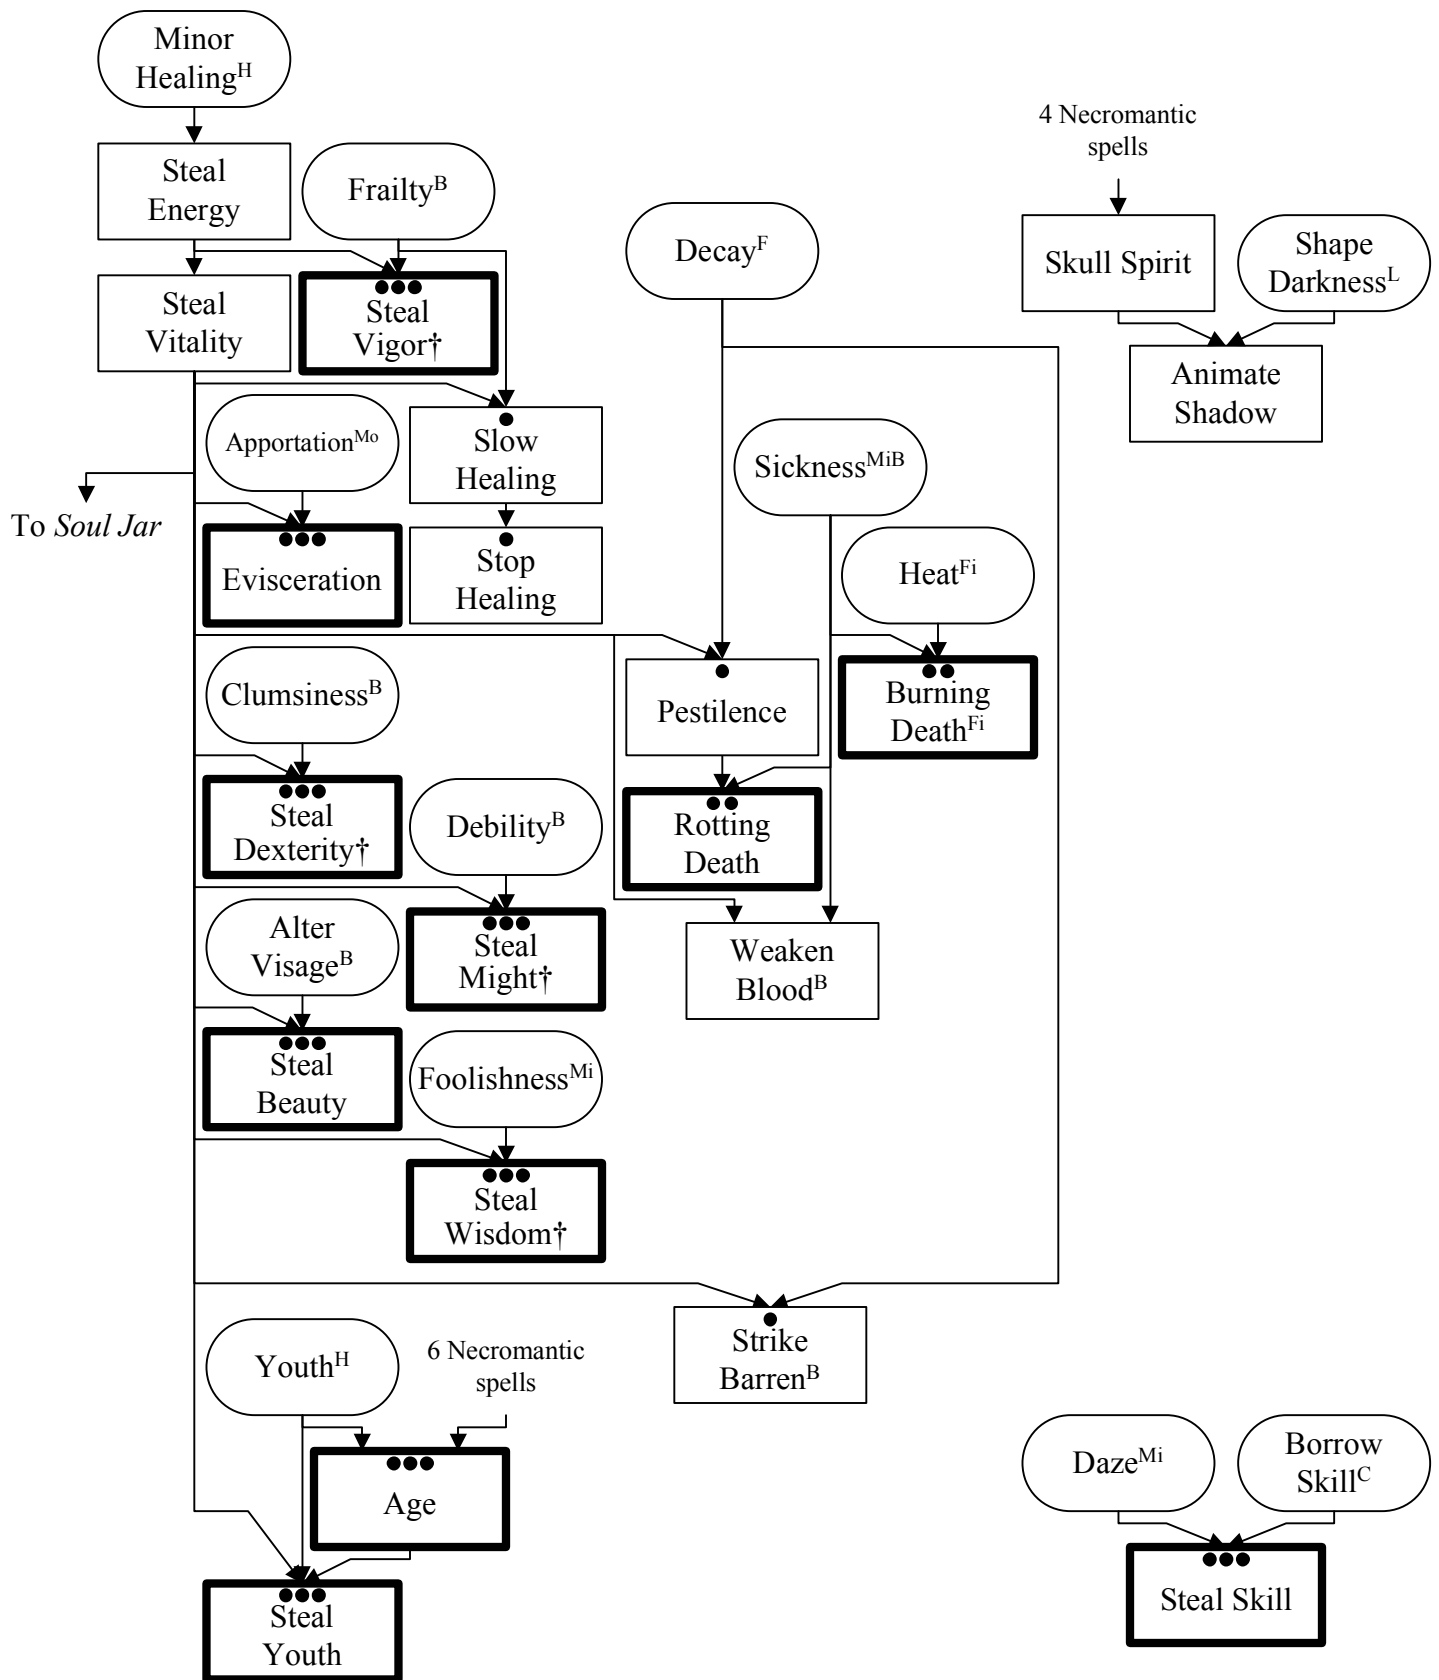 Minor
Healing^H
4 Necromantic
spells
Steal
Energy
Frailty^B
Decay^F
Skull Spirit
Shape
Darkness^L
Steal
Vitality
Steal
Vigor†
Animate
Shadow
Apportation^Mo
Slow
Healing
Sickness^MiB
To Soul Jar
Evisceration
Stop
Healing
Heat^Fi
Clumsiness^B
Pestilence
Burning
Death^Fi
Steal
Dexterity†
Debility^B
Rotting
Death
Alter
Visage^B
Steal
Might†
Weaken
Blood^B
Steal
Beauty
Foolishness^Mi
Steal
Wisdom†
Youth^H
6 Necromantic
spells
Strike
Barren^B
Age
Daze^Mi
Borrow
Skill^C
Steal
Youth
Steal Skill